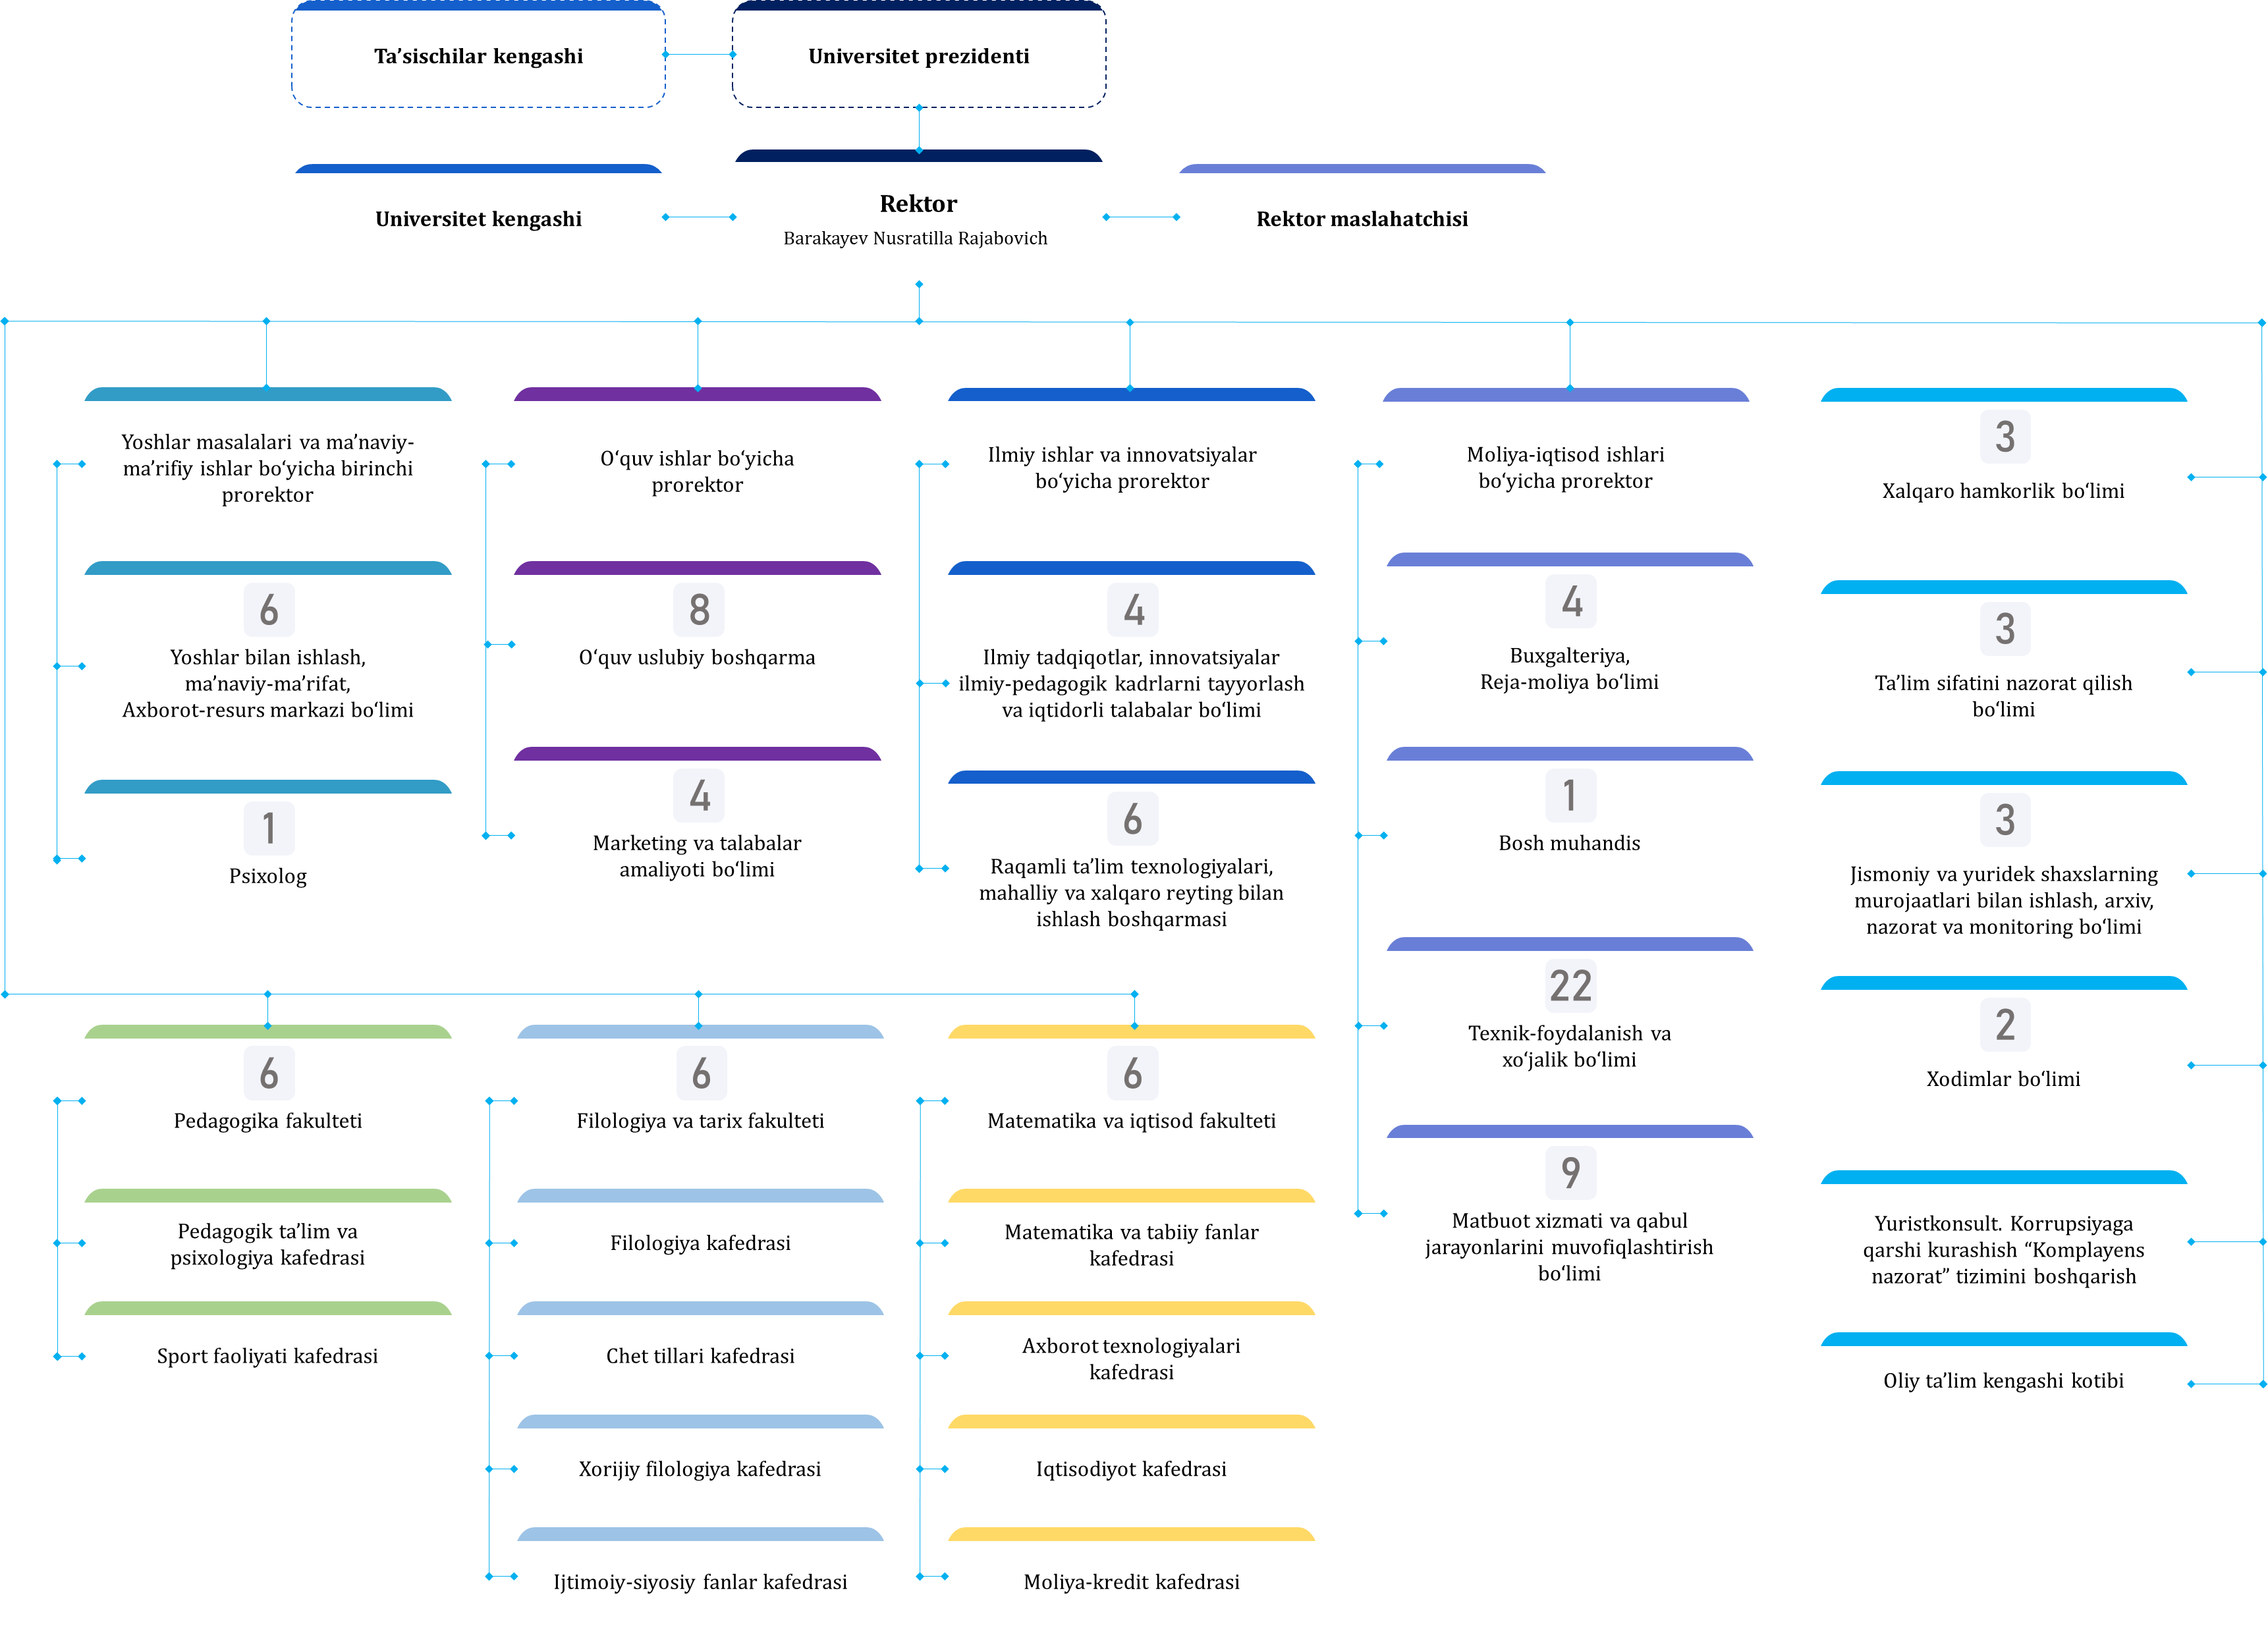 Ta’sischilar kengashi
Universitet prezidenti
Universitet kengashi
Rektor
Barakayev Nusratilla Rajabovich
Rektor maslahatchisi
Yoshlar masalalari va ma’naviy-
ma’rifiy ishlar bo‘yicha birinchi
prorektor
6
Yoshlar bilan ishlash,
ma’naviy-ma’rifat,
Axborot-resurs markazi bo‘limi
1
Psixolog
O‘quv ishlar bo‘yicha
prorektor
8
O‘quv uslubiy boshqarma
4
Marketing va talabalar
amaliyoti bo‘limi
Ilmiy ishlar va innovatsiyalar
bo‘yicha prorektor
4
Ilmiy tadqiqotlar, innovatsiyalar
ilmiy-pedagogik kadrlarni tayyorlash
va iqtidorli talabalar bo‘limi
6
Raqamli ta’lim texnologiyalari,
mahalliy va xalqaro reyting bilan
ishlash boshqarmasi
Moliya-iqtisod ishlari
bo‘yicha prorektor
4
Buxgalteriya,
Reja-moliya bo‘limi
1
Bosh muhandis
22
Texnik-foydalanish va
xo‘jalik bo‘limi
9
Matbuot xizmati va qabul
jarayonlarini muvofiqlashtirish
bo‘limi
3
Xalqaro hamkorlik bo‘limi
3
Ta’lim sifatini nazorat qilish
bo‘limi
3
Jismoniy va yuridek shaxslarning
murojaatlari bilan ishlash, arxiv,
nazorat va monitoring bo‘limi
2
Xodimlar bo‘limi
Yuristkonsult. Korrupsiyaga
qarshi kurashish “Komplayens
nazorat” tizimini boshqarish
Oliy ta’lim kengashi kotibi
6
Pedagogika fakulteti
Pedagogik ta’lim va
psixologiya kafedrasi
Sport faoliyati kafedrasi
6
Filologiya va tarix fakulteti
Filologiya kafedrasi
Chet tillari kafedrasi
Xorijiy filologiya kafedrasi
Ijtimoiy-siyosiy fanlar kafedrasi
6
Matematika va iqtisod fakulteti
Matematika va tabiiy fanlar
kafedrasi
Axborot texnologiyalari
kafedrasi
Iqtisodiyot kafedrasi
Moliya-kredit kafedrasi